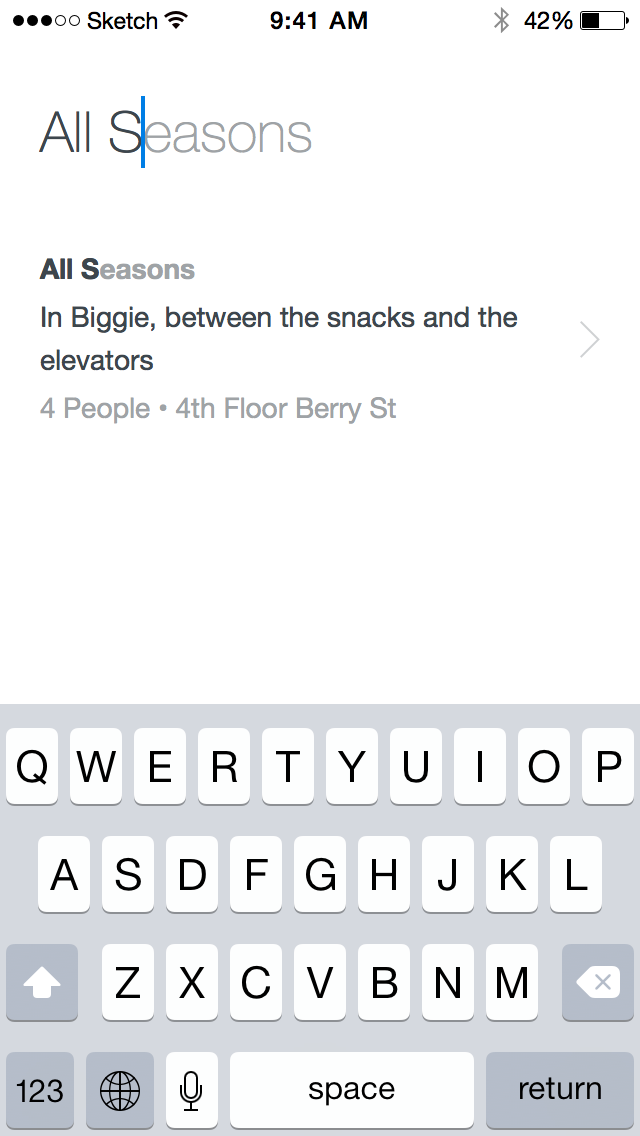 Sketch 9:41 AM 42%
All Seasons
All Seasons
In Biggie, between the snacks and the
elevators
4 People • 4th Floor Berry St
Q W E R T Y U I O P
A S D F G H J K L
Z X C V B N M
123 space return